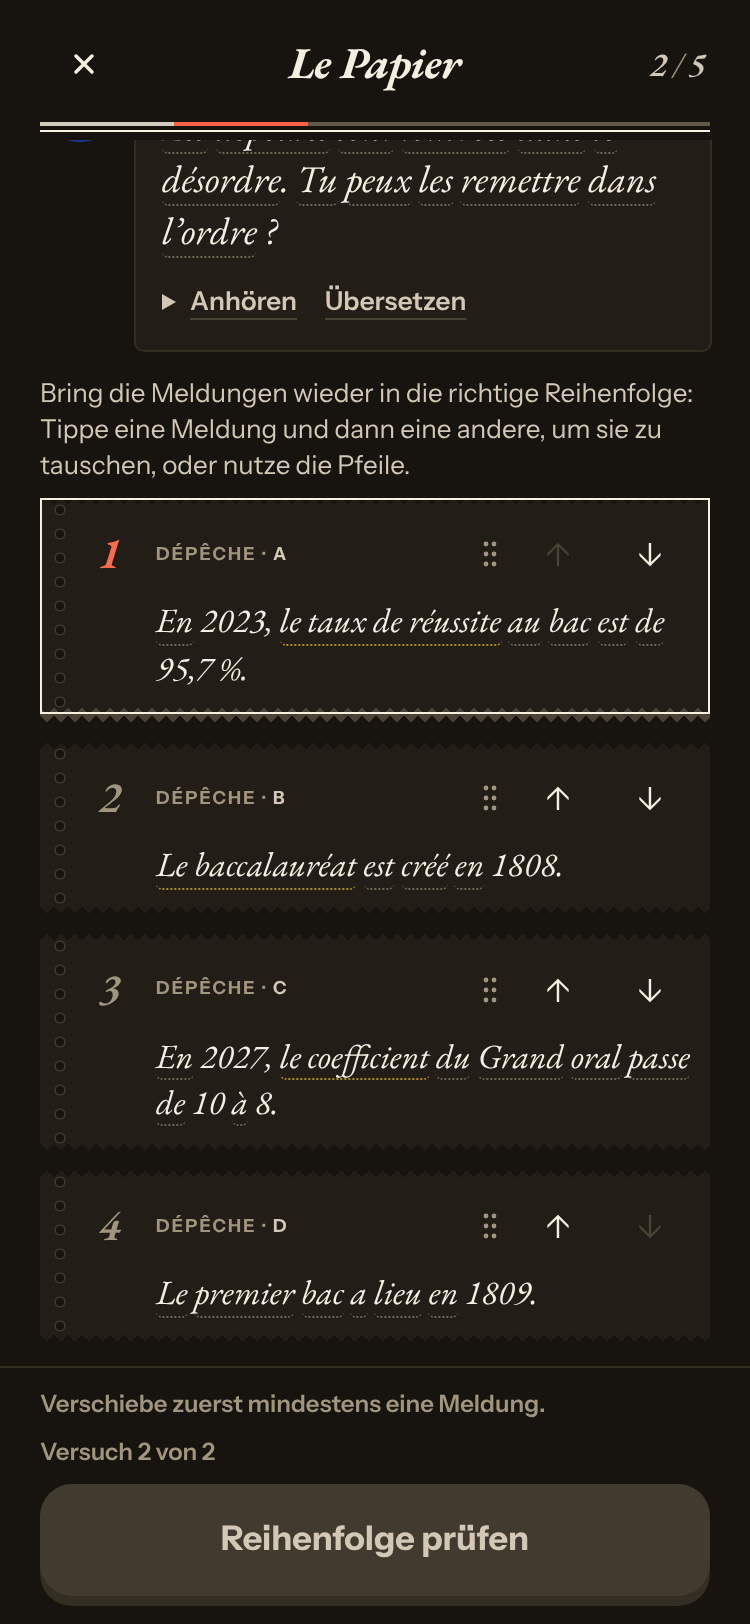 Le Papier
2 / 5
désordre. Tu peux les remettre dans
l’ordre ?
Anhören Übersetzen
Bring die Meldungen wieder in die richtige Reihenfolge:
Tippe eine Meldung und dann eine andere, um sie zu
tauschen, oder nutze die Pfeile.
1 DÉPÊCHE · A
En 2023, le taux de réussite au bac est de
95,7 %.
2 DÉPÊCHE · B
Le baccalauréat est créé en 1808.
3 DÉPÊCHE · C
En 2027, le coefficient du Grand oral passe
de 10 à 8.
4 DÉPÊCHE · D
Le premier bac a lieu en 1809.
Verschiebe zuerst mindestens eine Meldung.
Versuch 2 von 2
Reihenfolge prüfen